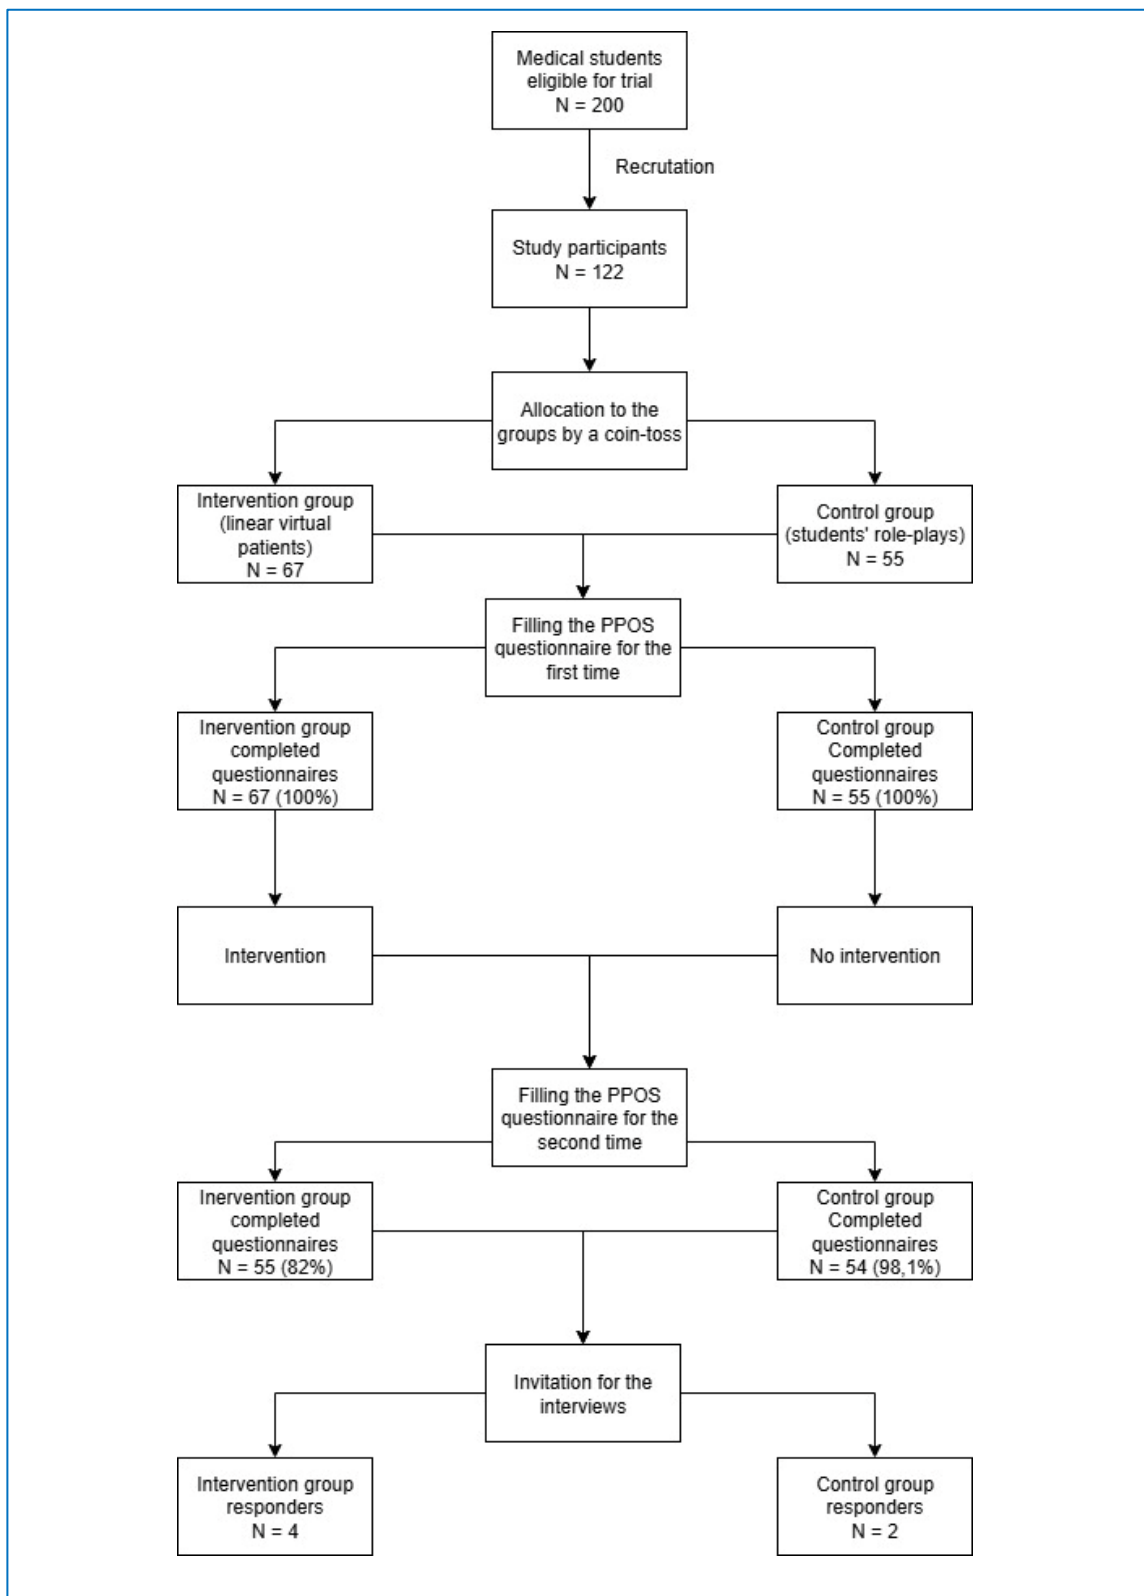 Medical students
eligible for trial
N = 200
Recrutation
Study participants
N = 122
Allocation to the
groups by a coin-toss
Intervention group
(linear virtual
patients)
N = 67
Control group
(students' role-plays)
N = 55
Filling the PPOS
questionnaire for the
first time
Inervention group
completed
questionnaires
N = 67 (100%)
Control group
Completed
questionnaires
N = 55 (100%)
Intervention
No intervention
Filling the PPOS
questionnaire for the
second time
Inervention group
completed
questionnaires
N = 55 (82%)
Control group
Completed
questionnaires
N = 54 (98,1%)
Invitation for the
interviews
Intervention group
responders
N = 4
Control group
responders
N = 2